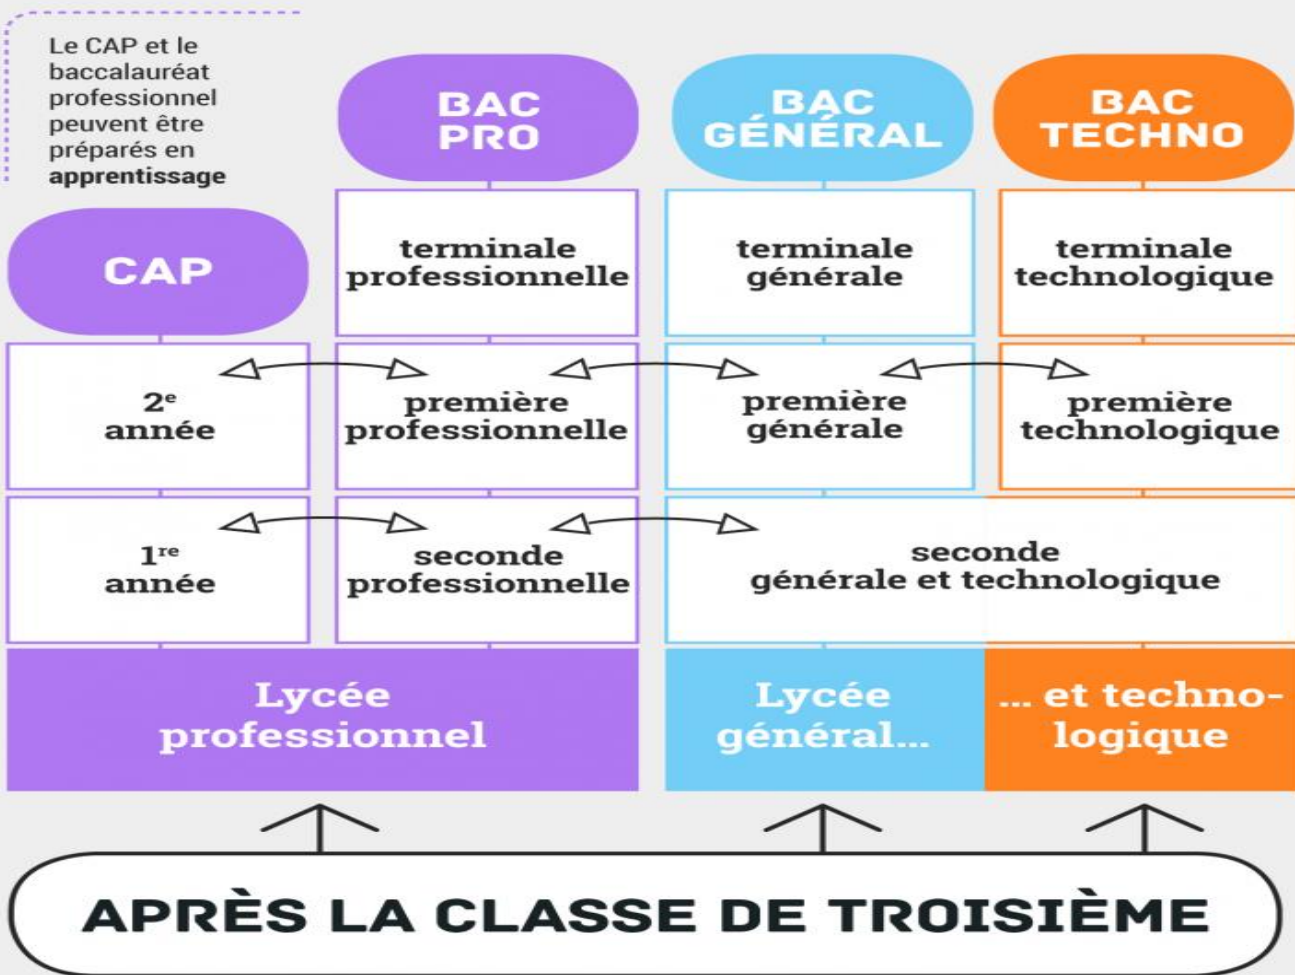 Le CAP et le
baccalauréat
professionnel
peuvent être
préparés en
apprentissage
BAC
PRO
BAC
GÉNÉRAL
BAC
TECHNO
CAP
terminale
professionnelle
terminale
générale
terminale
technologique
2e
année
première
professionnelle
première
générale
première
technologique
1re
année
seconde
professionnelle
seconde
générale et technologique
Lycée
professionnel
Lycée
général...
... et techno-
logique
APRÈS LA CLASSE DE TROISIÈME